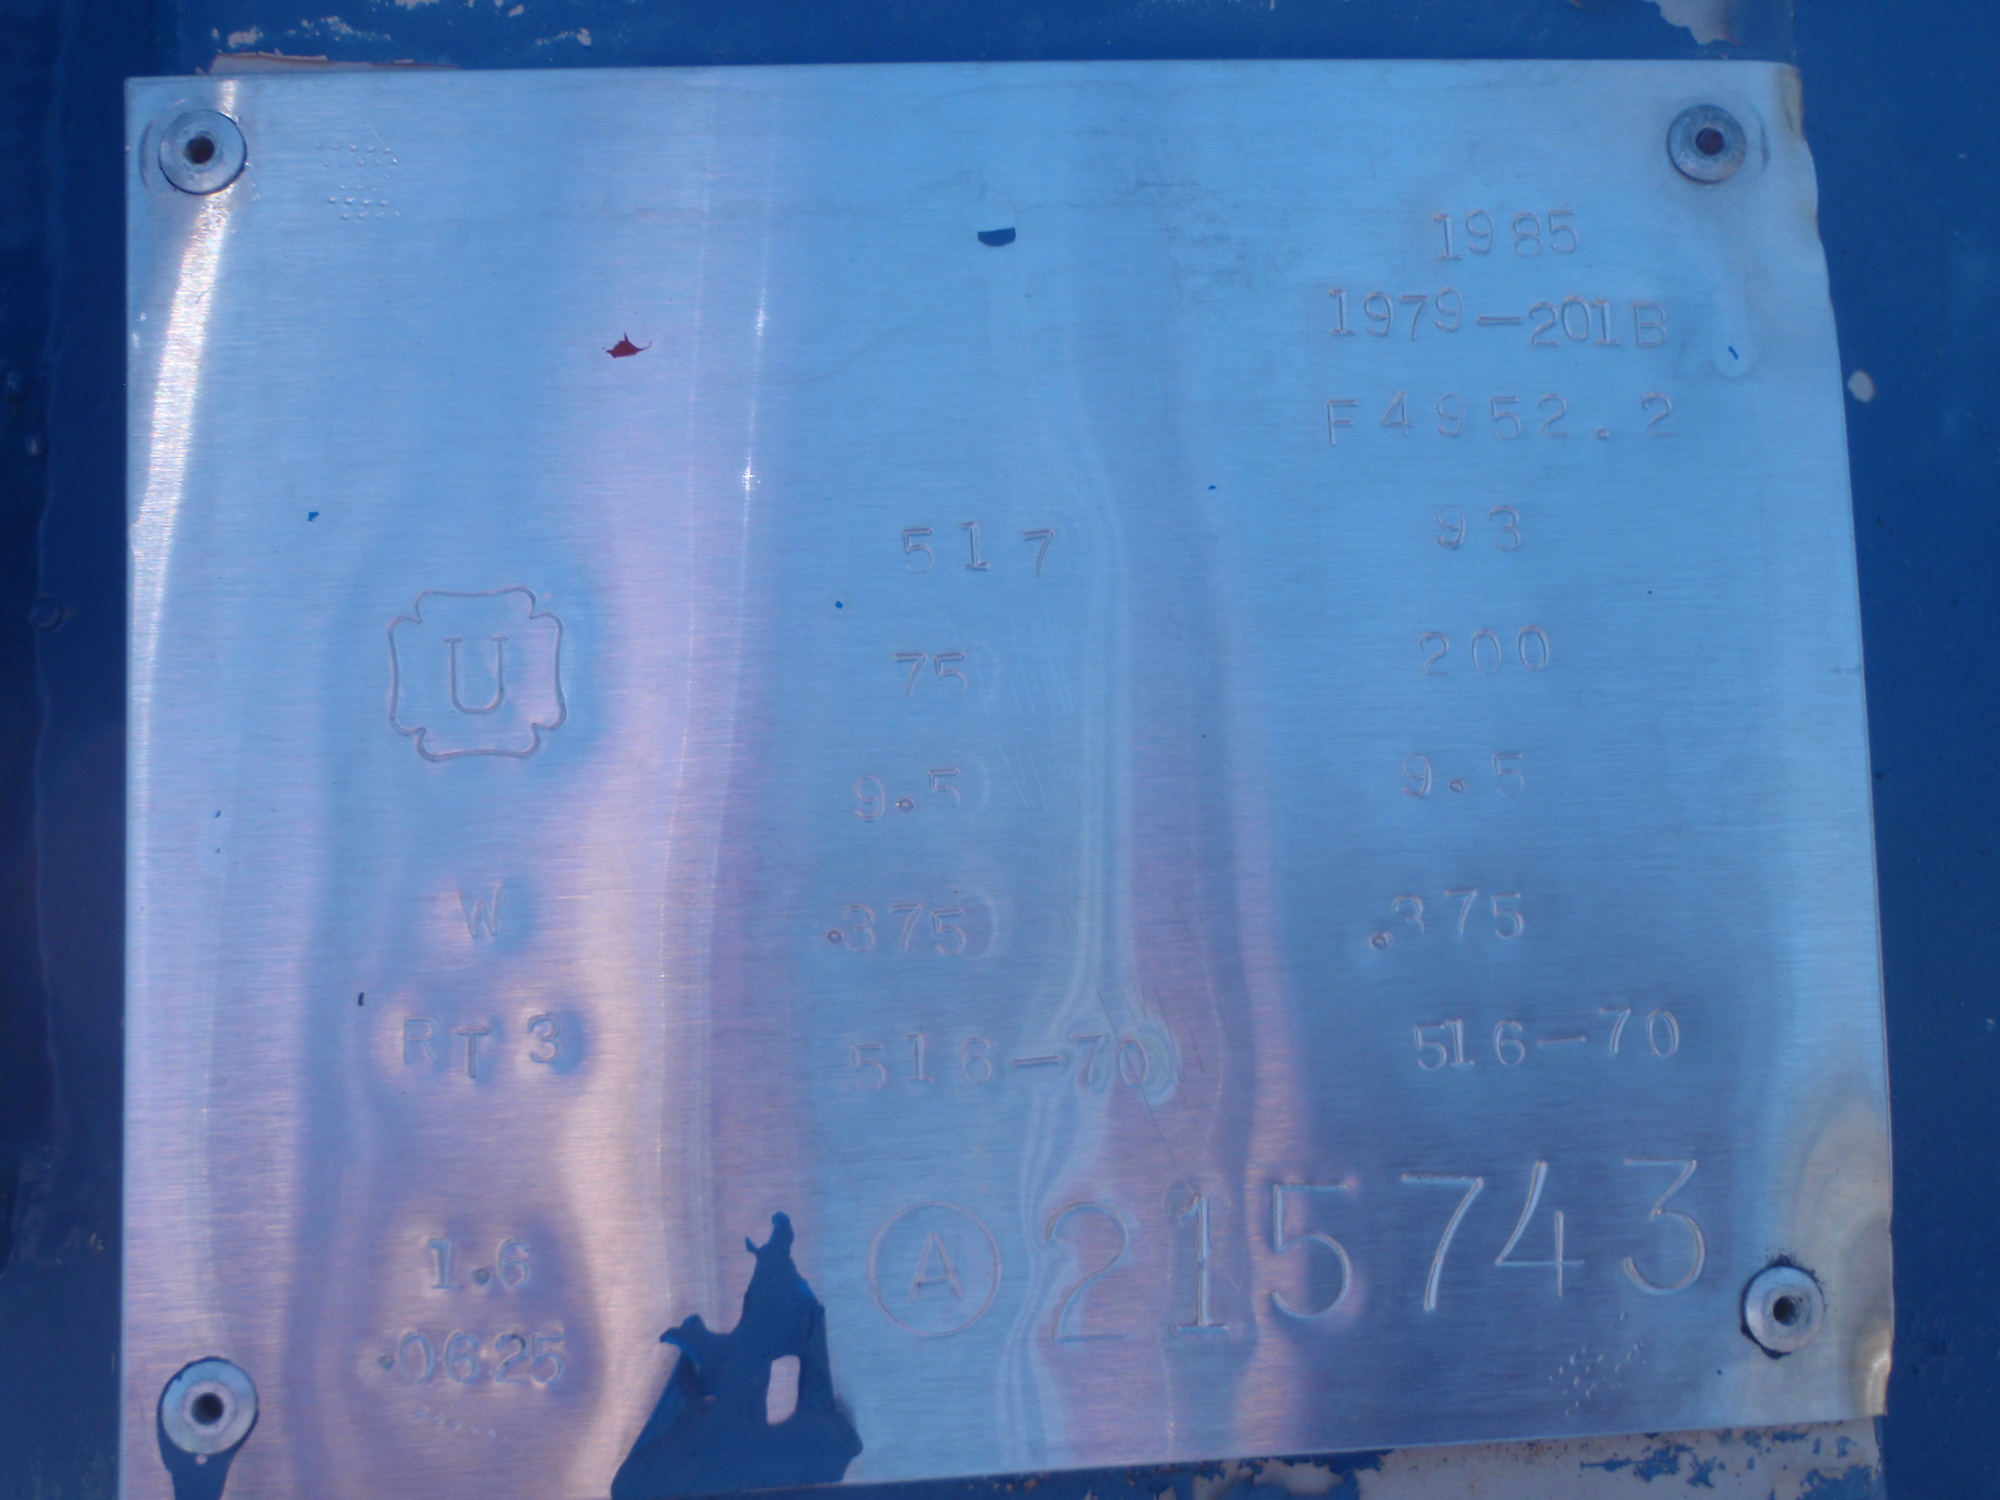 1985
1979-201B
F4952.2
517 93
U
75 200
9.5 9.5
W .375 .375
RT3 516-70 516-70
A 215743
1.6
.0625